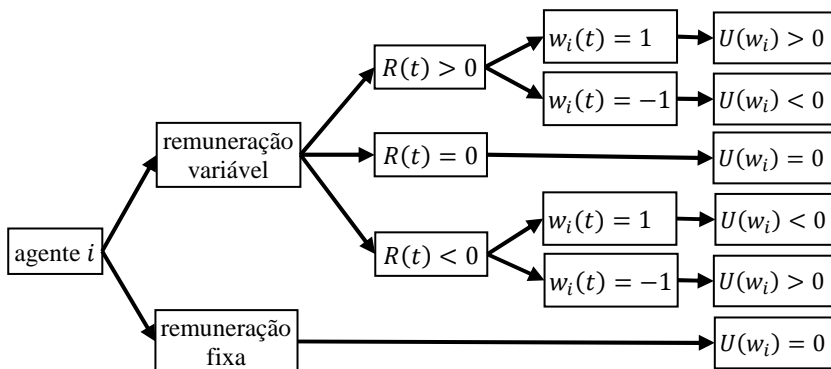 w_i(t) = 1
U(w_i) > 0
R(t) > 0
w_i(t) = −1
U(w_i) < 0
remuneração
variável
R(t) = 0
U(w_i) = 0
w_i(t) = 1
U(w_i) < 0
agente i
R(t) < 0
w_i(t) = −1
U(w_i) > 0
remuneração
fixa
U(w_i) = 0